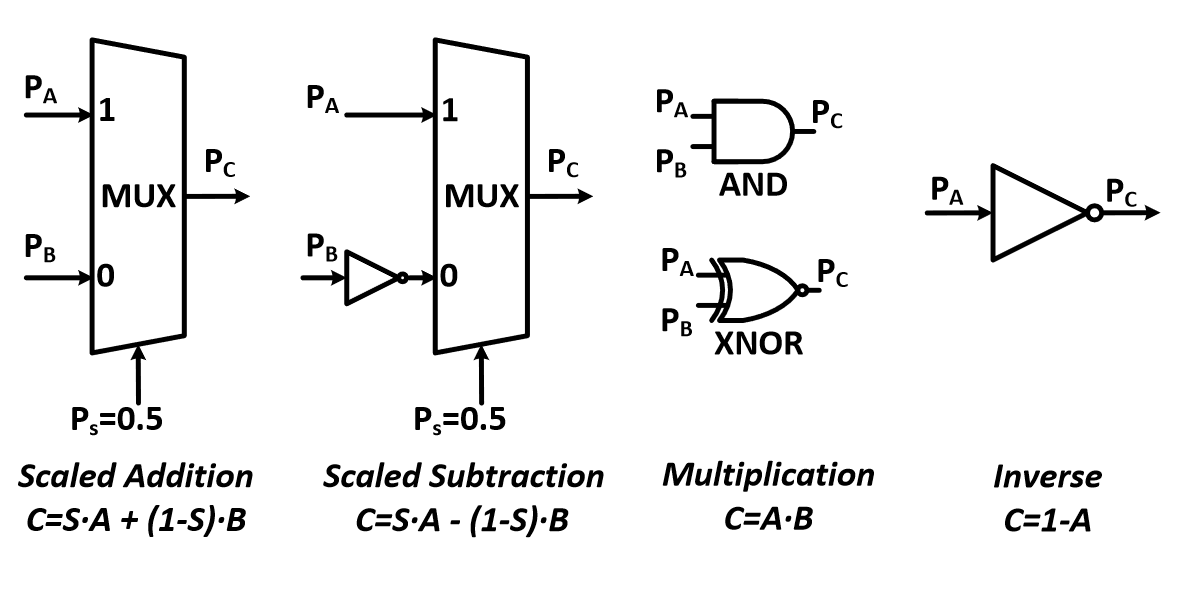 P_A
1
P_C
MUX
P_B
0
P_s=0.5
Scaled Addition
C=S·A + (1-S)·B
P_A
1
P_C
MUX
P_B
0
P_s=0.5
Scaled Subtraction
C=S·A - (1-S)·B
P_A
P_C
P_B
AND
P_A
P_C
P_B
XNOR
Multiplication
C=A·B
P_A
P_C
Inverse
C=1-A